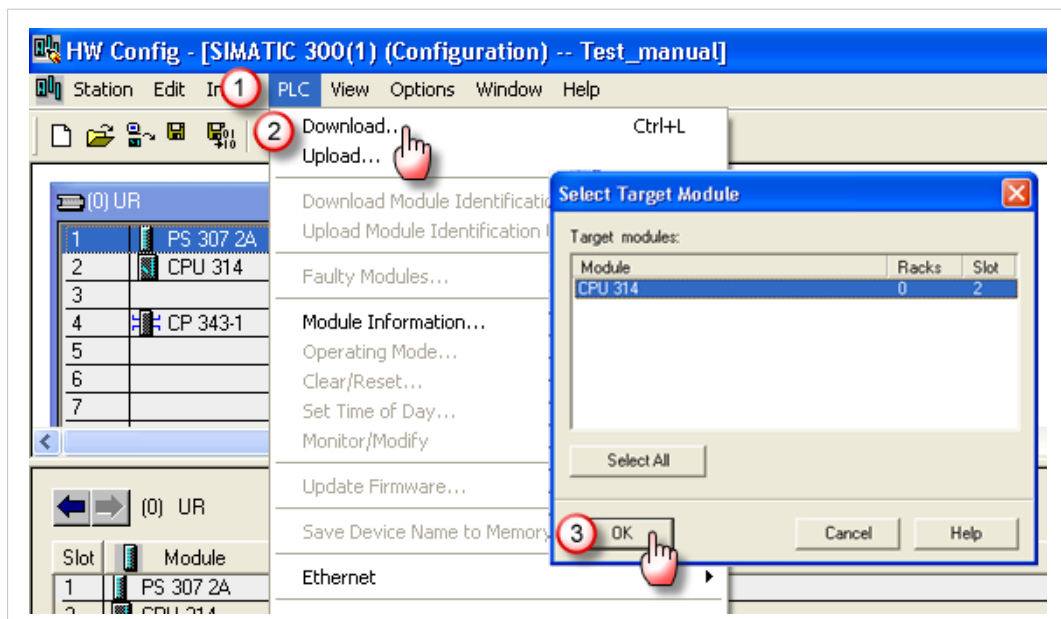 HW Config - [SIMATIC 300(1) (Configuration) -- Test_manual]
Station Edit 1 PLC View Options Window Help
2 Download... Ctrl+L
Upload...
(0) UR
1 PS 307 2A
2 CPU 314
3
4 CP 343-1
5
6
7
Download Module Identificati
Upload Module Identification
Faulty Modules...
Module Information...
Operating Mode...
Clear/Reset...
Set Time of Day...
Monitor/Modify
Update Firmware...
Save Device Name to Memory
Ethernet
Select Target Module
Target modules:
Module Racks Slot
CPU 314 0 2
Select All
3 OK Cancel Help
(0) UR
Slot Module
1 PS 307 2A
2 CPU 314